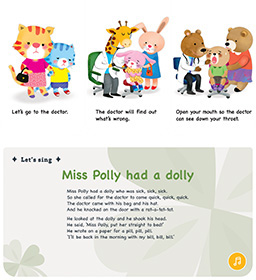 Let's go to the doctor.
The doctor will find out
what's wrong.
Open your mouth so the doctor
can see down your throat.
Let's sing
Miss Polly had a dolly
Miss Polly had a dolly who was sick, sick, sick.
So she called for the doctor to come quick, quick, quick.
The doctor came with his bag and his hat,
And he knocked on the door with a rat-a-tat-tat.
He looked at the dolly and he shook his head.
He said, "Miss Polly, put her straight to bed!"
He wrote on a paper for a pill, pill, pill.
"I'll be back in the morning with my bill, bill, bill."